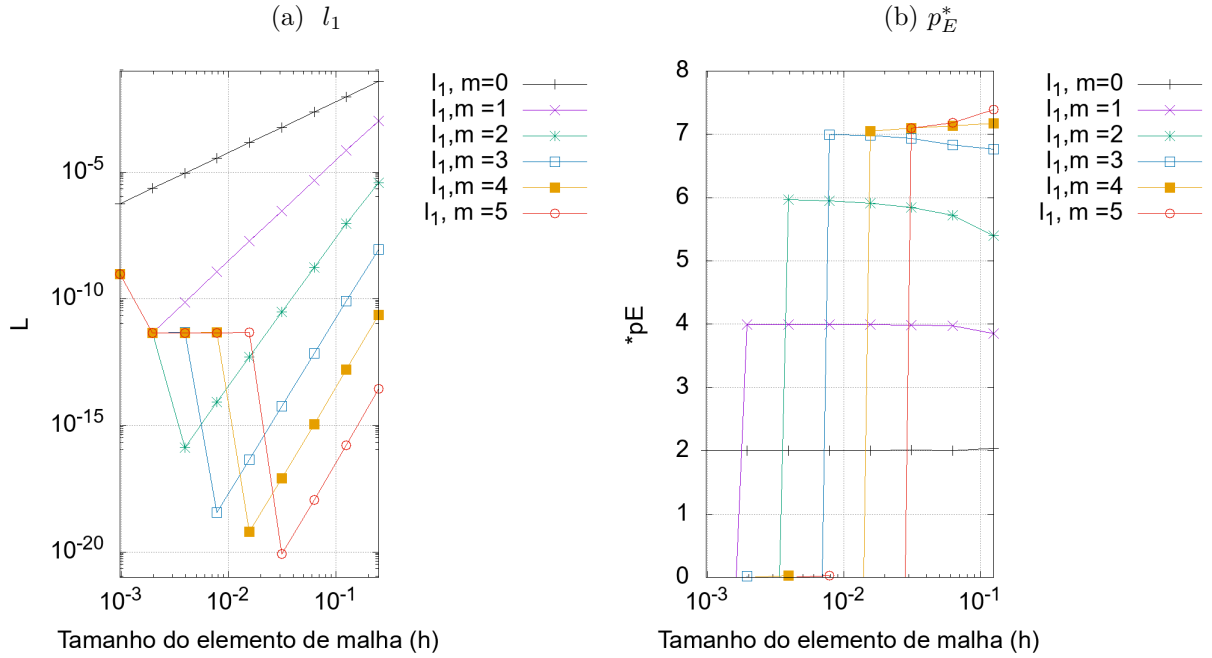 (a) l₁
L
10⁻⁵
10⁻¹⁰
10⁻¹⁵
10⁻²⁰
10⁻³ 10⁻² 10⁻¹
Tamanho do elemento de malha (h)
l₁, m=0
l₁,m =1
l₁,m =2
l₁,m =3
l₁,m =4
l₁, m =5
(b) p*_E
*pE
8
7
6
5
4
3
2
1
0
10⁻³ 10⁻² 10⁻¹
Tamanho do elemento de malha (h)
l₁, m=0
l₁,m =1
l₁,m =2
l₁,m =3
l₁,m =4
l₁, m =5